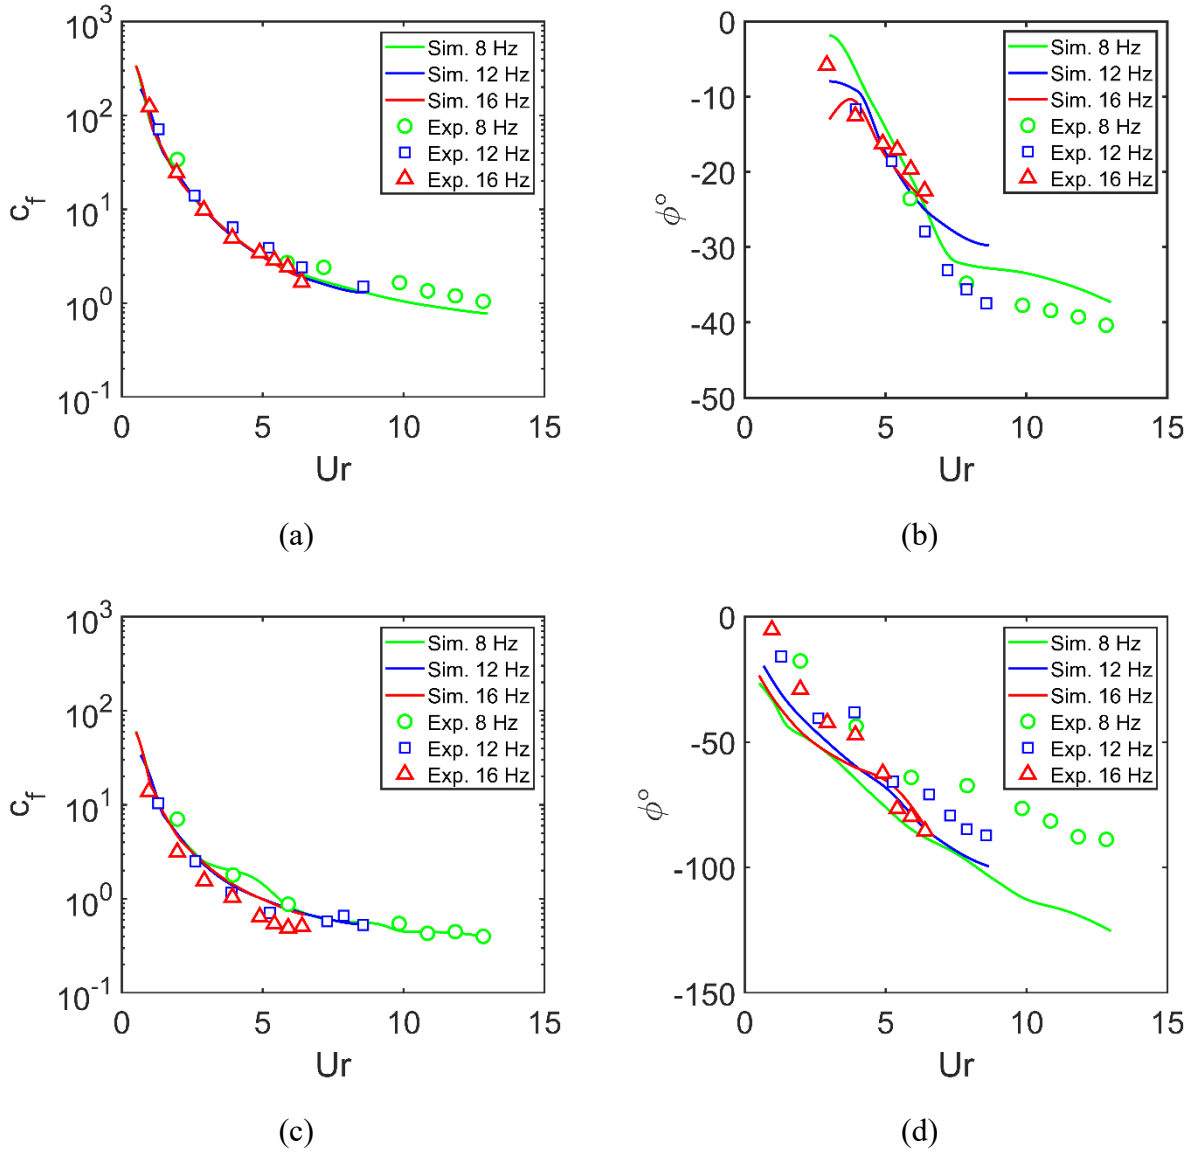 10^3
10^2
10^1
10^0
10^-1
c_f
0
5
10
15
Ur
Sim. 8 Hz
Sim. 12 Hz
Sim. 16 Hz
Exp. 8 Hz
Exp. 12 Hz
Exp. 16 Hz
(a)
0
-10
-20
-30
-40
-50
ϕ°
0
5
10
15
Ur
Sim. 8 Hz
Sim. 12 Hz
Sim. 16 Hz
Exp. 8 Hz
Exp. 12 Hz
Exp. 16 Hz
(b)
10^3
10^2
10^1
10^0
10^-1
c_f
0
5
10
15
Ur
Sim. 8 Hz
Sim. 12 Hz
Sim. 16 Hz
Exp. 8 Hz
Exp. 12 Hz
Exp. 16 Hz
(c)
0
-50
-100
-150
ϕ°
0
5
10
15
Ur
Sim. 8 Hz
Sim. 12 Hz
Sim. 16 Hz
Exp. 8 Hz
Exp. 12 Hz
Exp. 16 Hz
(d)